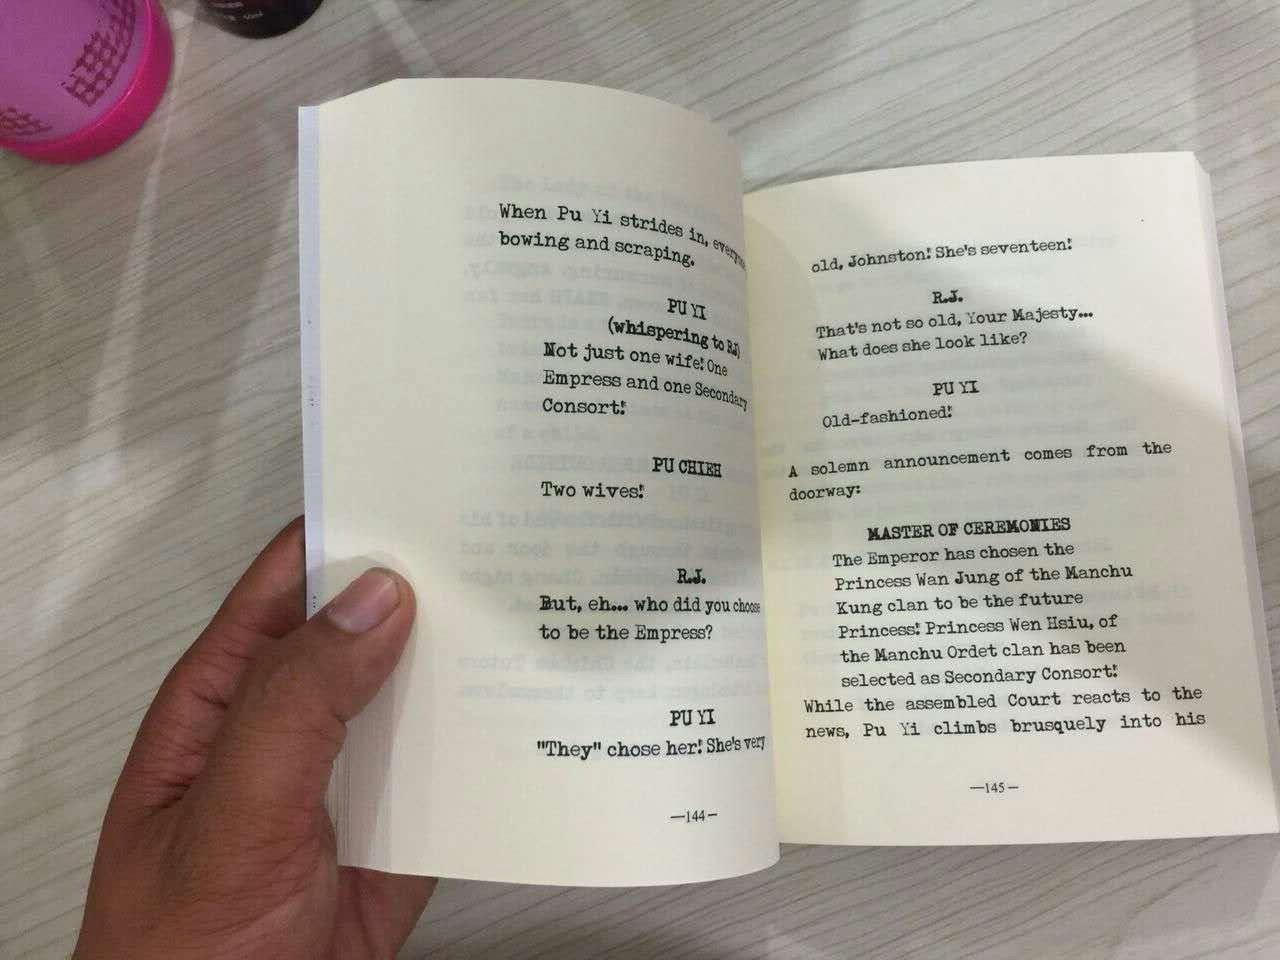 When Pu Yi strides in, everyone
bowing and scraping.
PU YI
(whispering to RJ)
Not just one wife! One
Empress and one Secondary
Consort!
PU CHIEH
Two wives!
R.J.
But, eh... who did you choose
to be the Empress?
PU YI
"They" chose her! She's very
—144—
old, Johnston! She's seventeen!
R.J.
That's not so old, Your Majesty...
What does she look like?
PU YI
Old-fashioned!
A solemn announcement comes from the
doorway:
MASTER OF CEREMONIES
The Emperor has chosen the
Princess Wan Jung of the Manchu
Kung clan to be the future
Princess! Princess Wen Hsiu, of
the Manchu Ordet clan has been
selected as Secondary Consort!
While the assembled Court reacts to the
news, Pu Yi climbs brusquely into his
—145—